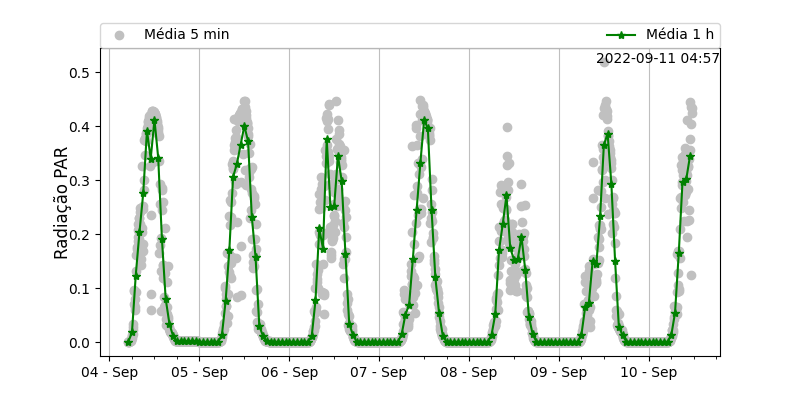 Média 5 min
Média 1 h
2022-09-11 04:57
Radiação PAR
0.5
0.4
0.3
0.2
0.1
0.0
04 - Sep
05 - Sep
06 - Sep
07 - Sep
08 - Sep
09 - Sep
10 - Sep